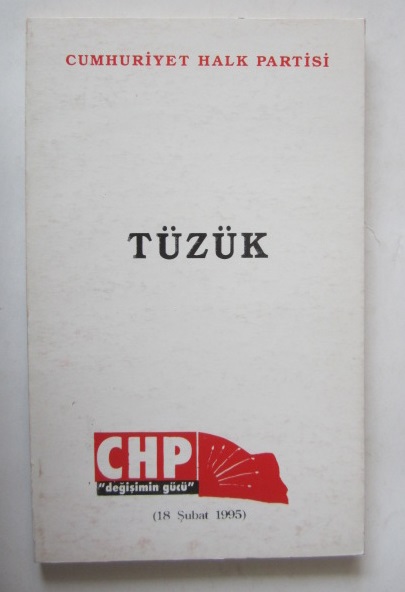 CUMHURİYET HALK PARTİSİ
TÜZÜK
CHP
"değişimin gücü"
(18 Şubat 1995)